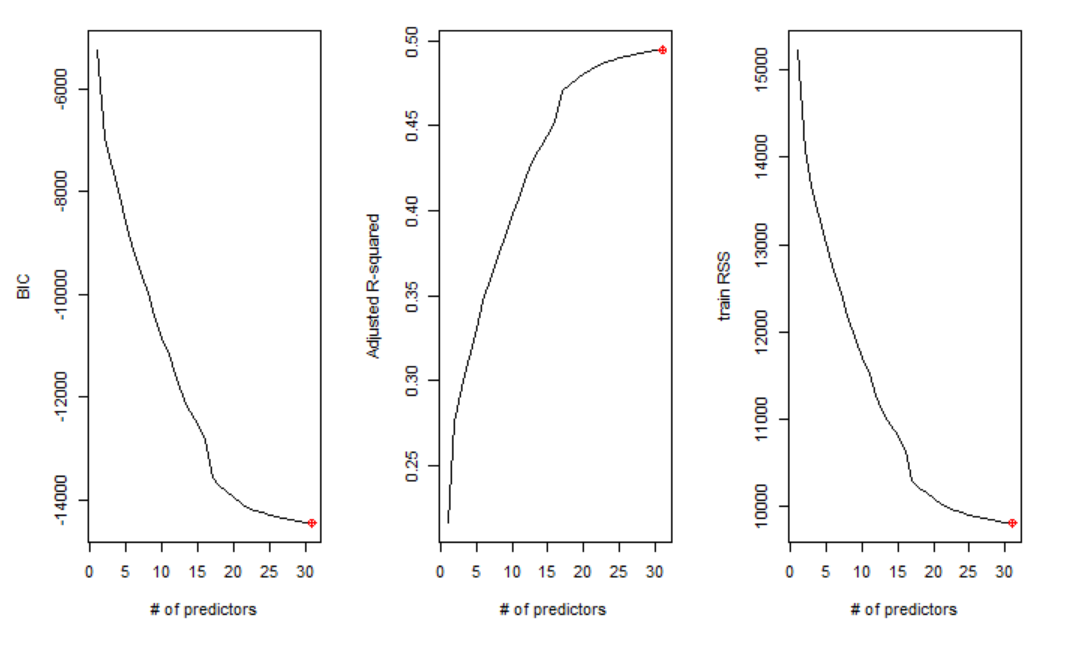 BIC
-6000
-8000
-10000
-12000
-14000
0 5 10 15 20 25 30
# of predictors
Adjusted R-squared
0.50
0.45
0.40
0.35
0.30
0.25
0 5 10 15 20 25 30
# of predictors
train RSS
15000
14000
13000
12000
11000
10000
0 5 10 15 20 25 30
# of predictors